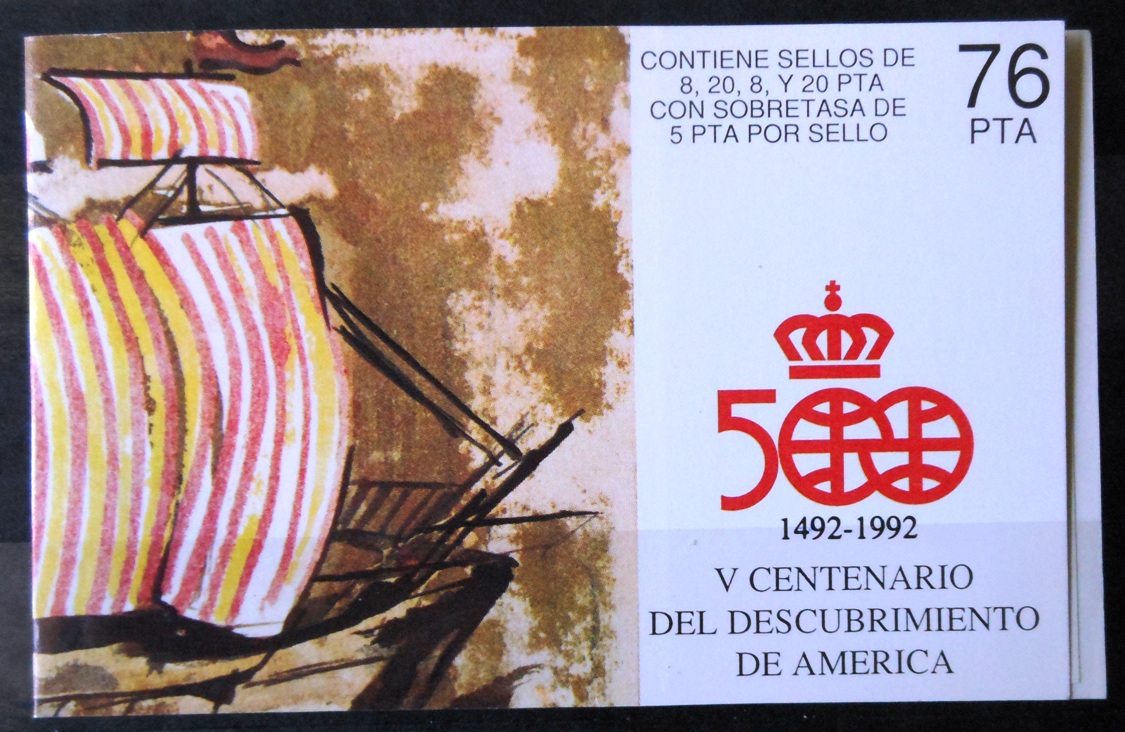 CONTIENE SELLOS DE
8, 20, 8, Y 20 PTA
CON SOBRETASA DE
5 PTA POR SELLO
76
PTA
500
1492-1992
V CENTENARIO
DEL DESCUBRIMIENTO
DE AMERICA